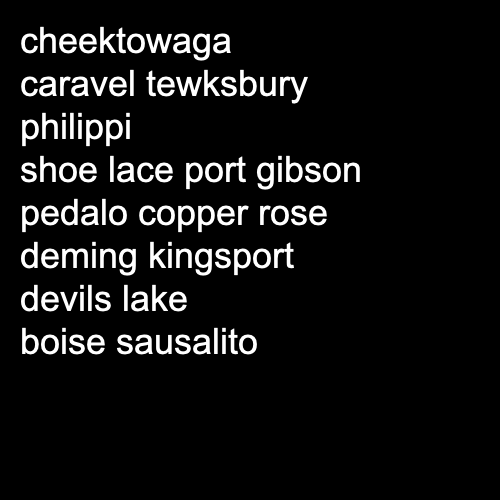 cheektowaga
caravel tewksbury
philippi
shoe lace port gibson
pedalo copper rose
deming kingsport
devils lake
boise sausalito